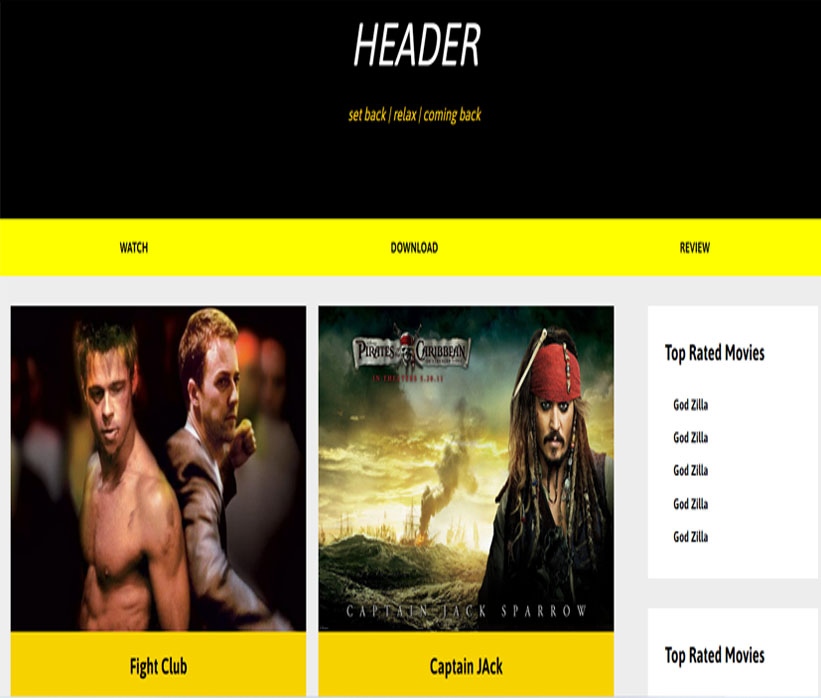 HEADER
set back | relax | coming back
WATCH
DOWNLOAD
REVIEW
PIRATES of the CARIBBEAN
IN THEATERS 5.20.11
CAPTAIN JACK SPARROW
Fight Club
Captain JAck
Top Rated Movies
God Zilla
God Zilla
God Zilla
God Zilla
God Zilla
Top Rated Movies